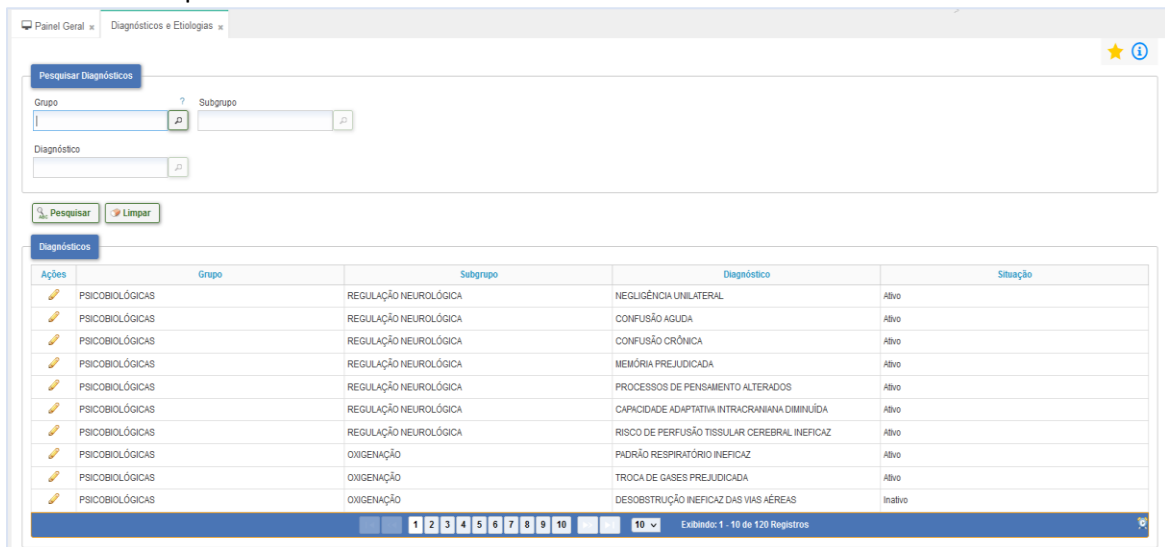 Painel Geral x Diagnósticos e Etiologias x
Pesquisar Diagnósticos
Grupo ? Subgrupo
Diagnóstico
Pesquisar Limpar
Diagnósticos
Ações Grupo Subgrupo Diagnóstico Situação
PSICOBIOLÓGICAS REGULAÇÃO NEUROLÓGICA NEGLIGÊNCIA UNILATERAL Ativo
PSICOBIOLÓGICAS REGULAÇÃO NEUROLÓGICA CONFUSÃO AGUDA Ativo
PSICOBIOLÓGICAS REGULAÇÃO NEUROLÓGICA CONFUSÃO CRÔNICA Ativo
PSICOBIOLÓGICAS REGULAÇÃO NEUROLÓGICA MEMÓRIA PREJUDICADA Ativo
PSICOBIOLÓGICAS REGULAÇÃO NEUROLÓGICA PROCESSOS DE PENSAMENTO ALTERADOS Ativo
PSICOBIOLÓGICAS REGULAÇÃO NEUROLÓGICA CAPACIDADE ADAPTATIVA INTRACRANIANA DIMINUÍDA Ativo
PSICOBIOLÓGICAS REGULAÇÃO NEUROLÓGICA RISCO DE PERFUSÃO TISSULAR CEREBRAL INEFICAZ Ativo
PSICOBIOLÓGICAS OXIGENAÇÃO PADRÃO RESPIRATÓRIO INEFICAZ Ativo
PSICOBIOLÓGICAS OXIGENAÇÃO TROCA DE GASES PREJUDICADA Ativo
PSICOBIOLÓGICAS OXIGENAÇÃO DESOBSTRUÇÃO INEFICAZ DAS VIAS AÉREAS Inativo
1 2 3 4 5 6 7 8 9 10 10 Exibindo: 1 - 10 de 120 Registros